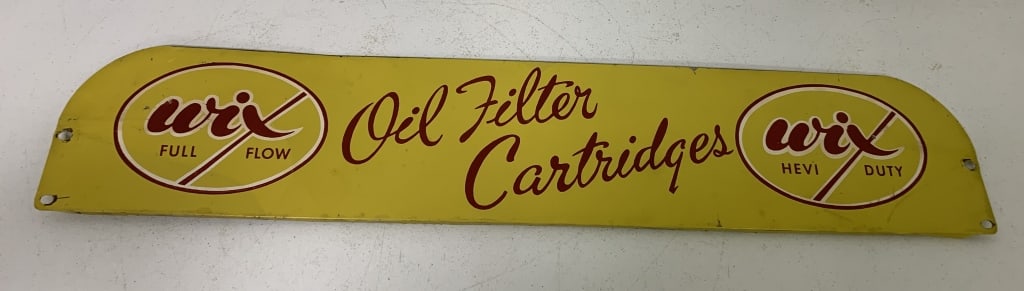 wix
FULL FLOW
Oil Filter
Cartridges
wix
HEVI DUTY